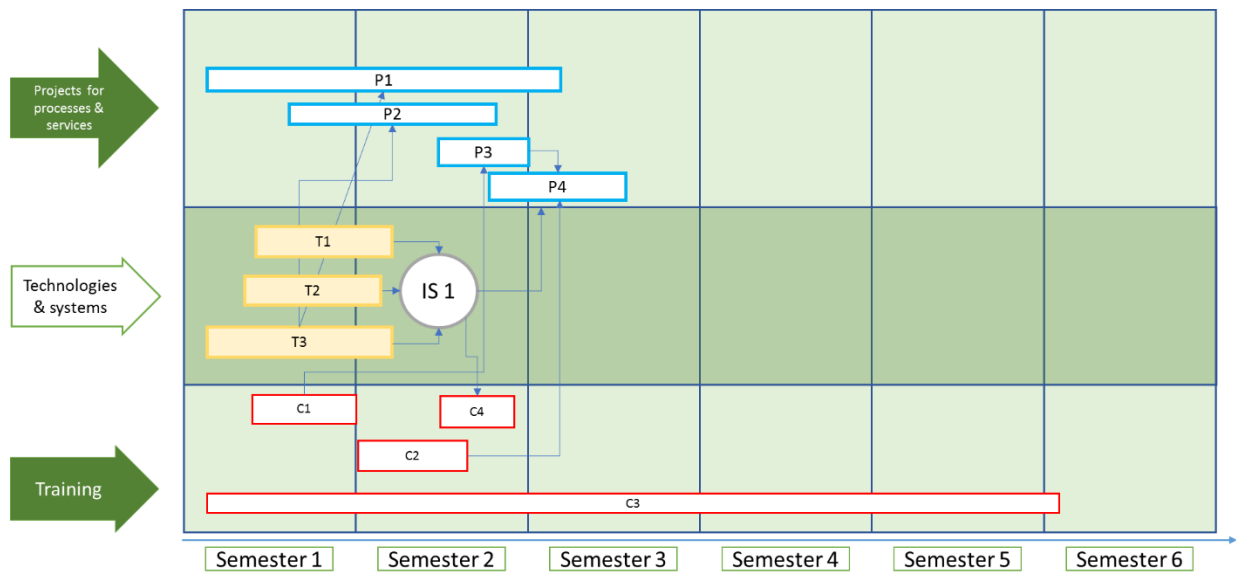 Projects for
processes &
services
P1
P2
P3
P4
Technologies
& systems
T1
T2
T3
IS 1
Training
C1
C4
C2
C3
Semester 1
Semester 2
Semester 3
Semester 4
Semester 5
Semester 6